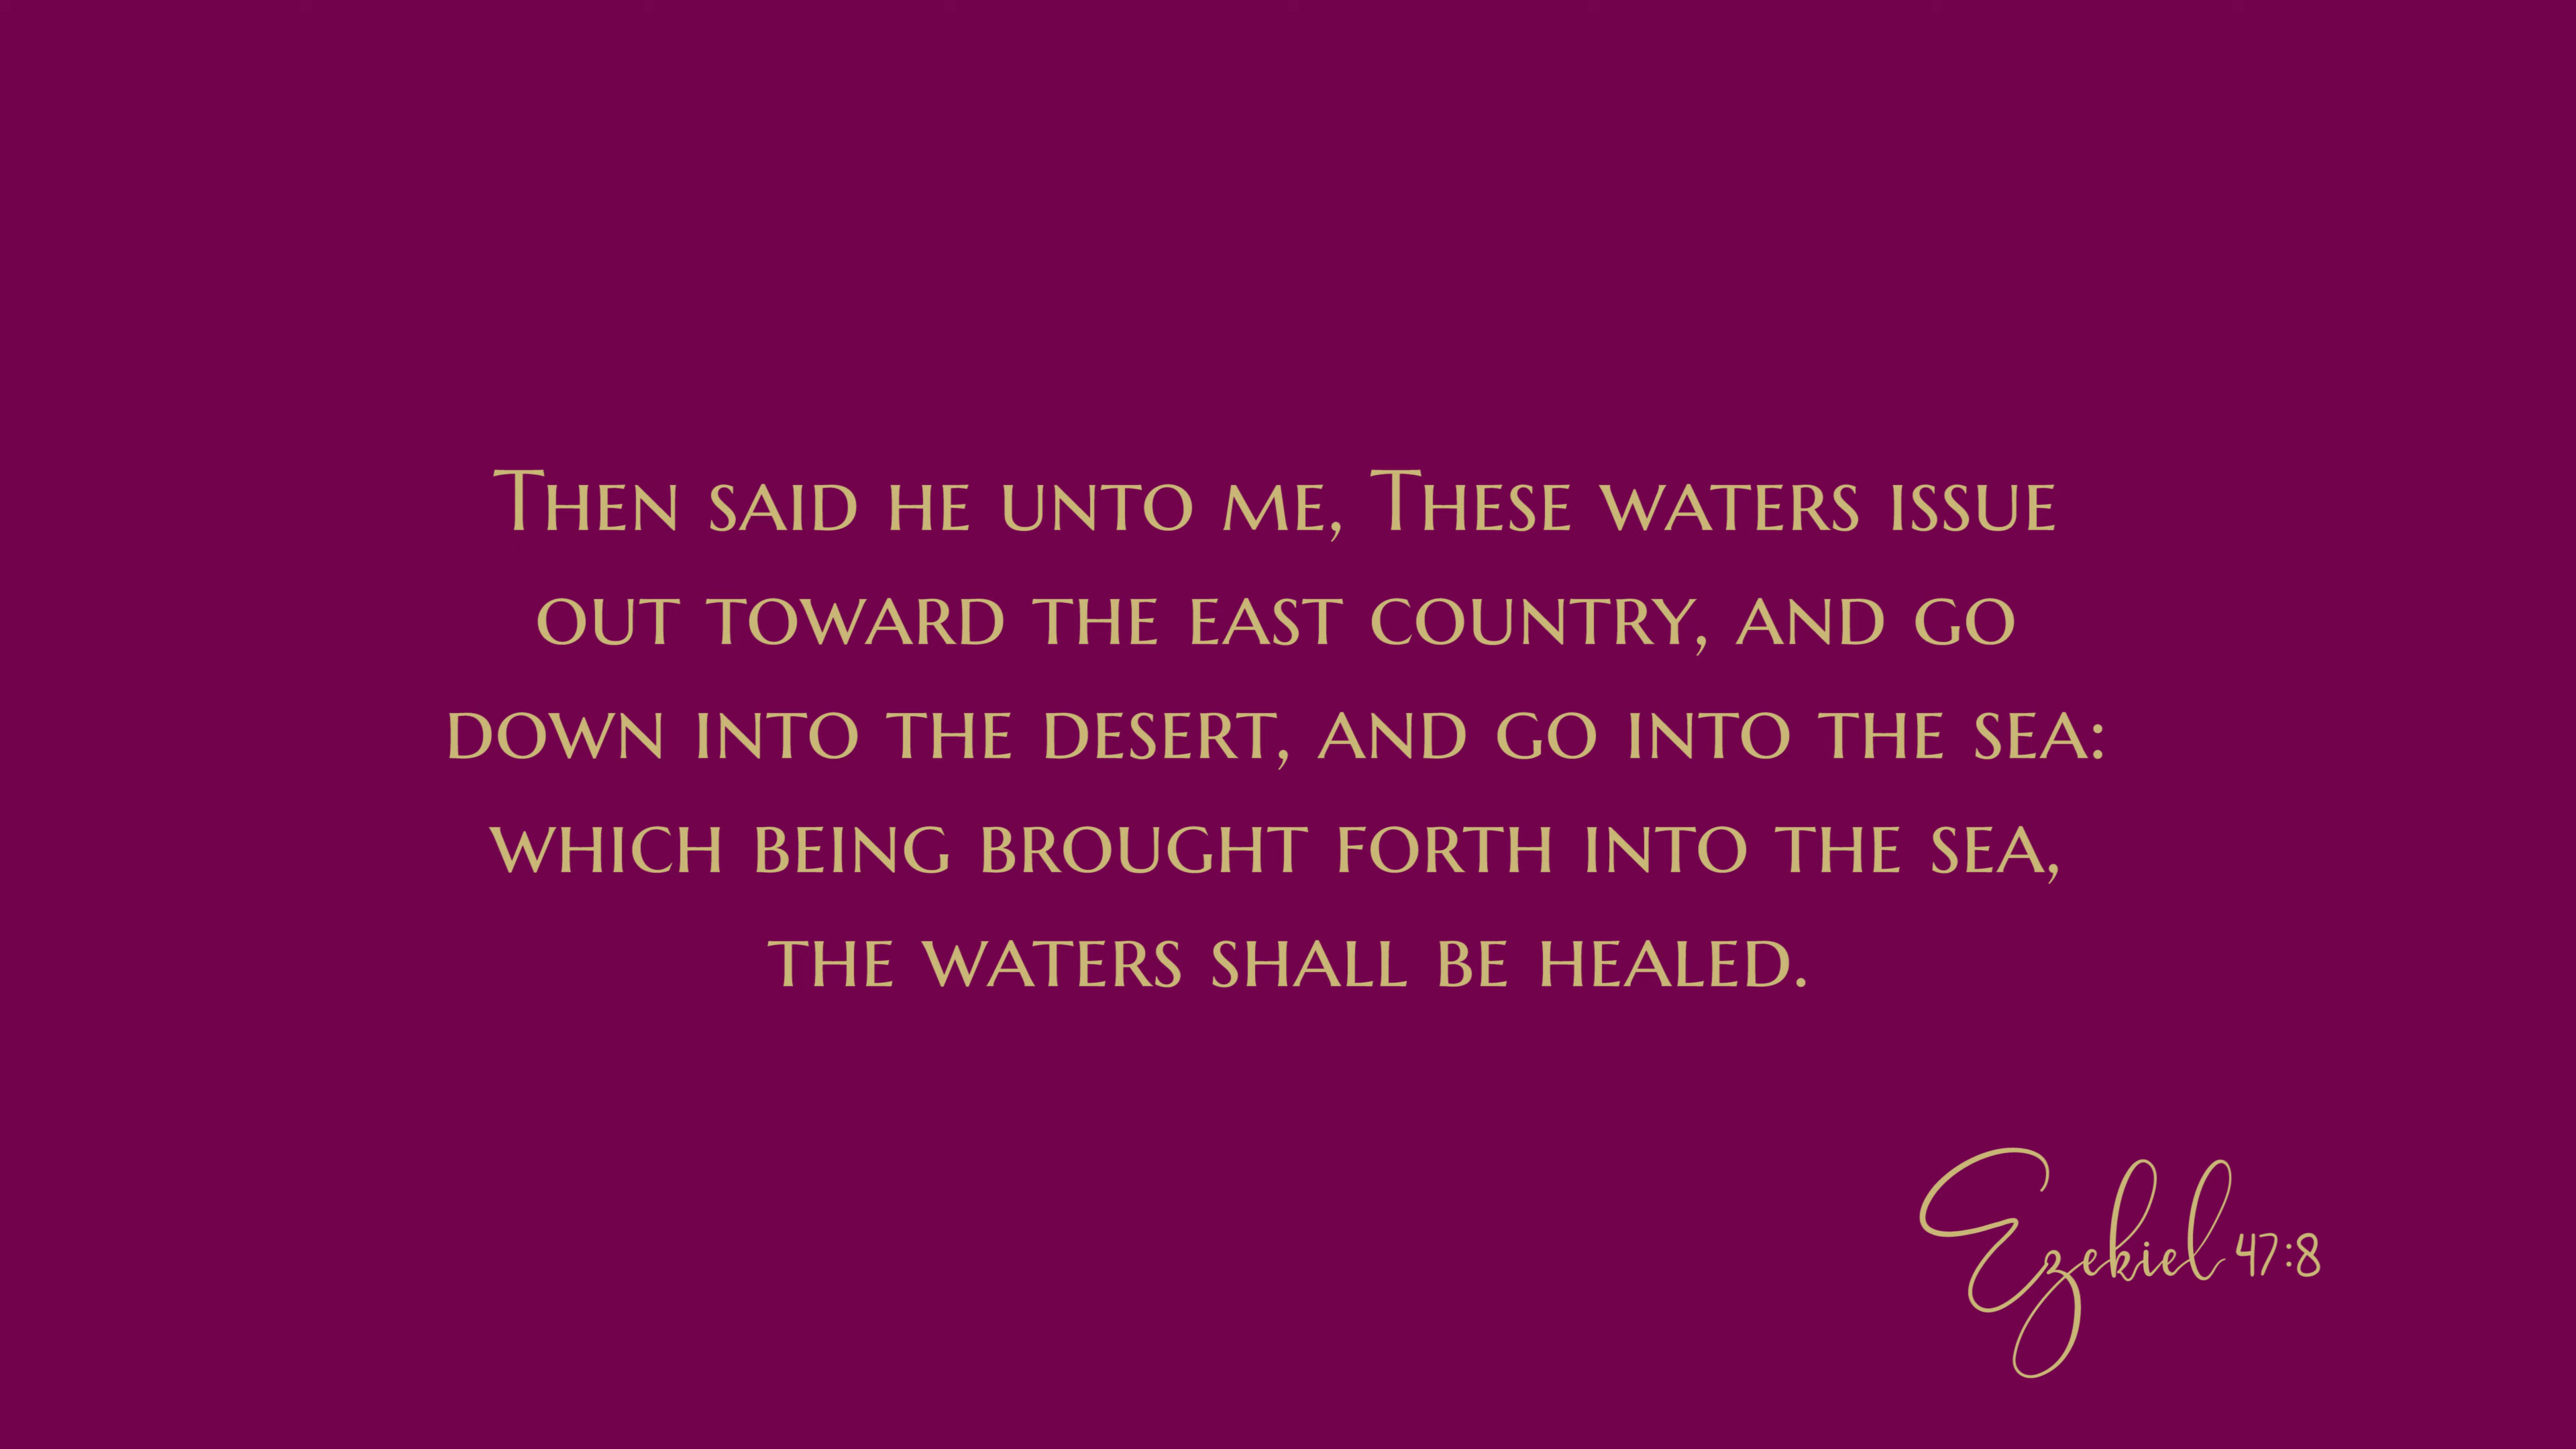 Then said he unto me, These waters issue
out toward the east country, and go
down into the desert, and go into the sea:
which being brought forth into the sea,
the waters shall be healed.
Ezekiel 47:8